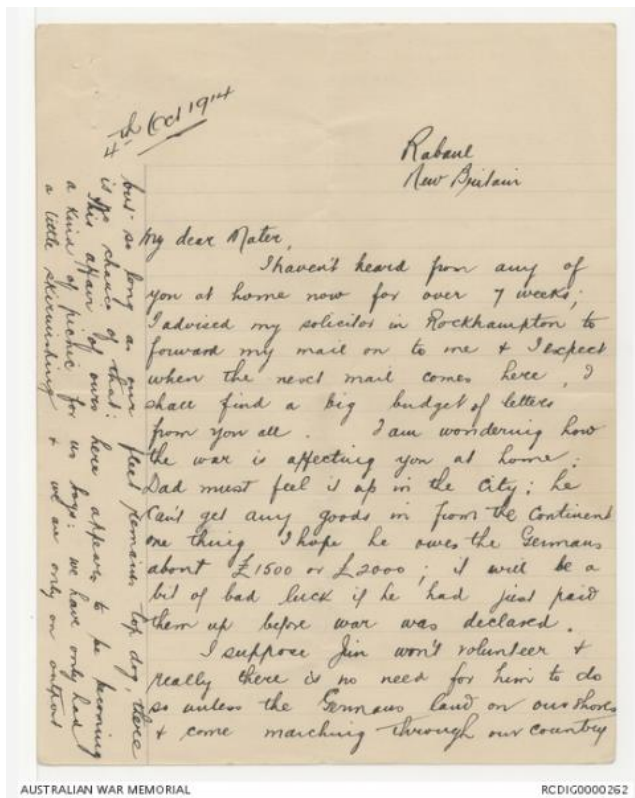 4th Oct 1914
Rabaul
New Britain
My dear Mater,
I haven't heard from any of
you at home now for over 7 weeks;
I advised my solicitor in Rockhampton to
forward my mail on to me & I expect
when the next mail comes here, I
shall find a big budget of letters
from you all. I am wondering how
the war is affecting you at home:
Dad must feel it up in the City; he
can't get any goods in from the continent
one thing I hope he owes the Germans
about £1500 or £2000; it will be a
bit of bad luck if he had just paid
them up before war was declared.
I suppose Jim won't volunteer &
really there is no need for him to do
so unless the Germans land on our shores
& come marching through our country
but so long as our fleet remains top dog, there
is no chance of that:
This affair of ours here appears to be becoming
a kind of picnic for us boys: we have only had
a little skirmishing & we are only on outpost
AUSTRALIAN WAR MEMORIAL
RCDIG0000262